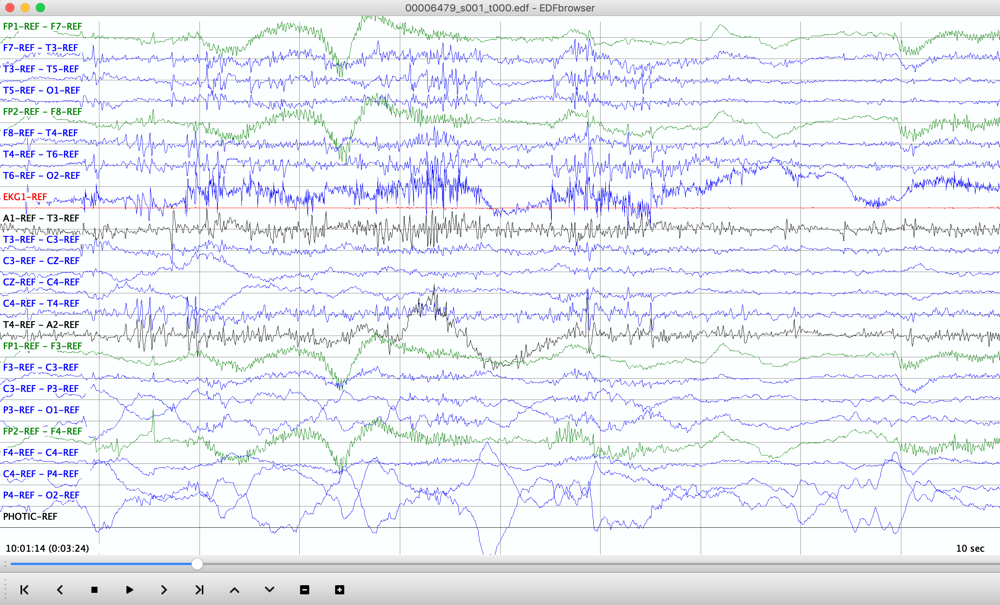 00006479_s001_t000.edf - EDFbrowser
FP1-REF - F7-REF
F7-REF - T3-REF
T3-REF - T5-REF
T5-REF - O1-REF
FP2-REF - F8-REF
F8-REF - T4-REF
T4-REF - T6-REF
T6-REF - O2-REF
EKG1-REF
A1-REF - T3-REF
T3-REF - C3-REF
C3-REF - CZ-REF
CZ-REF - C4-REF
C4-REF - T4-REF
T4-REF - A2-REF
FP1-REF - F3-REF
F3-REF - C3-REF
C3-REF - P3-REF
P3-REF - O1-REF
FP2-REF - F4-REF
F4-REF - C4-REF
C4-REF - P4-REF
P4-REF - O2-REF
PHOTIC-REF
10:01:14 (0:03:24)
10 sec